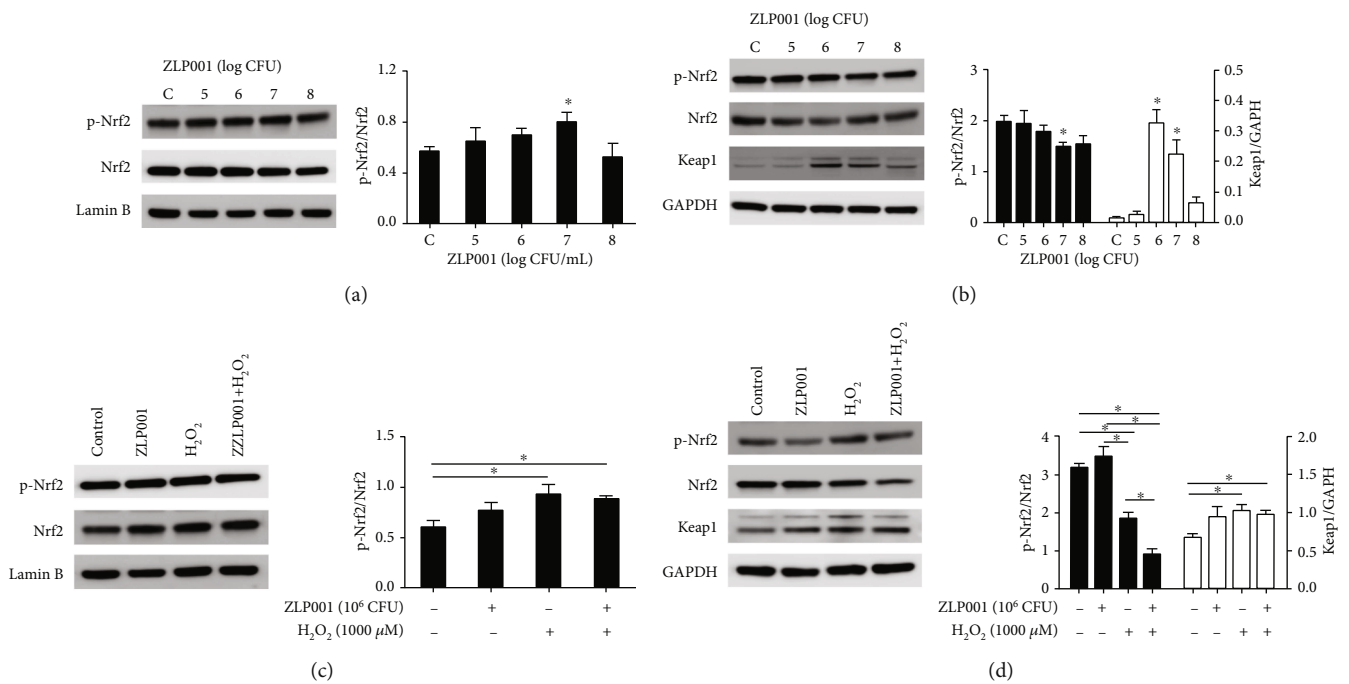 ZLP001 (log CFU)
C 5 6 7 8
p-Nrf2
Nrf2
Lamin B
1.2
0.8
0.4
0.0
p-Nrf2/Nrf2
*
C 5 6 7 8
ZLP001 (log CFU/mL)
(a)
ZLP001 (log CFU)
C 5 6 7 8
p-Nrf2
Nrf2
Keap1
GAPDH
3
2
1
0
p-Nrf2/Nrf2
* * *
0.5
0.4
0.3
0.2
0.1
0.0
Keap1/GAPH
C 5 6 7 8 C 5 6 7 8
ZLP001 (log CFU)
(b)
Control
ZLP001
H₂O₂
ZZLP001+H₂O₂
p-Nrf2
Nrf2
Lamin B
1.5
1.0
0.5
0.0
p-Nrf2/Nrf2
*
*
ZLP001 (10⁶ CFU) – + – +
H₂O₂ (1000 μM) – – + +
(c)
Control
ZLP001
H₂O₂
ZLP001+H₂O₂
p-Nrf2
Nrf2
Keap1
GAPDH
4
3
2
1
0
p-Nrf2/Nrf2
*
*
*
*
*
*
*
2.0
1.5
1.0
0.5
0.0
Keap1/GAPH
ZLP001 (10⁶ CFU) – + – + – + – +
H₂O₂ (1000 μM) – – + + – – + +
(d)